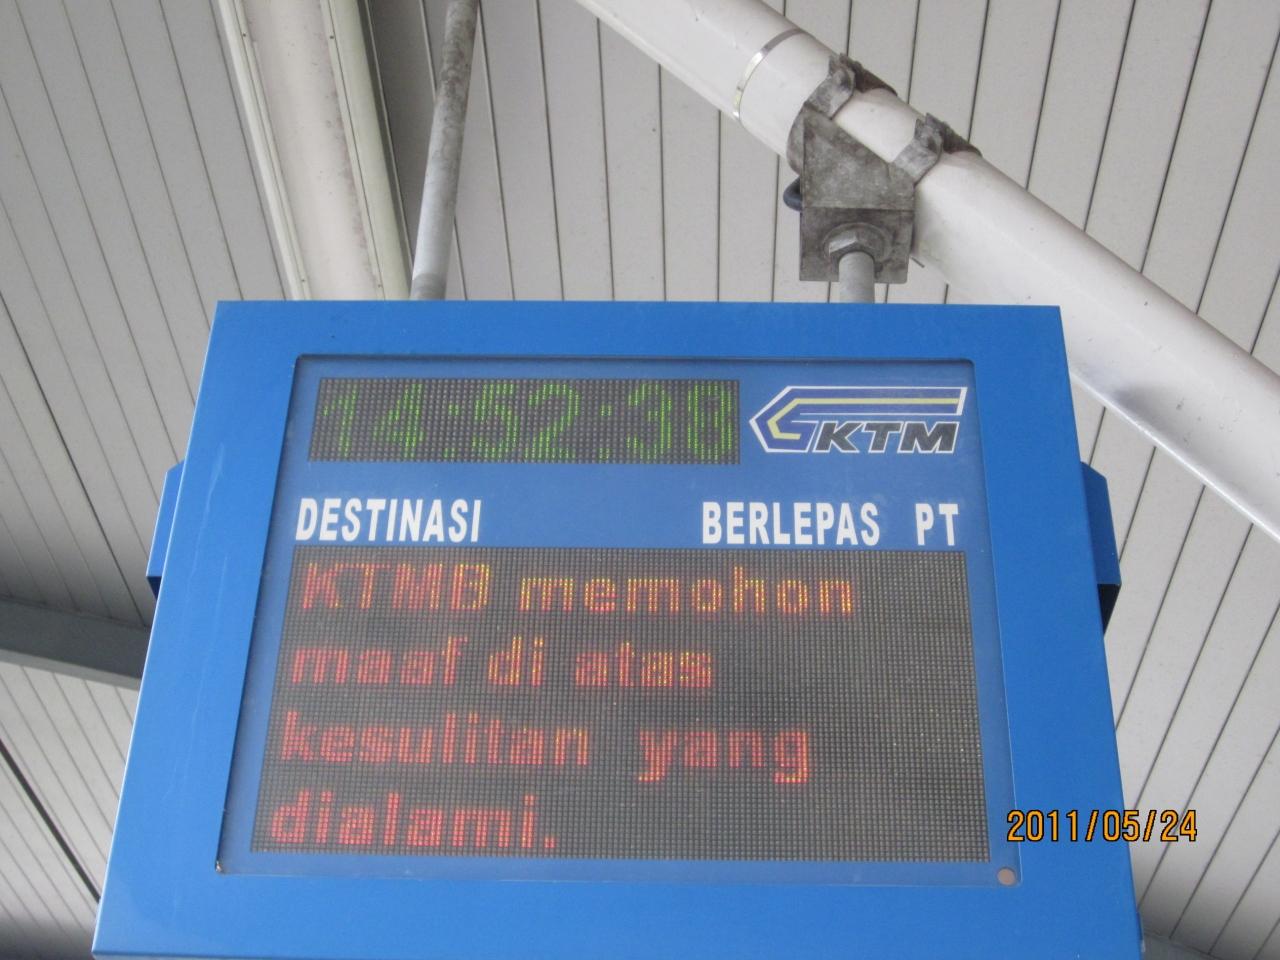 14:52:38
KTM
DESTINASI BERLEPAS PT
KTMB memohon
maaf di atas
kesulitan yang
dialami.
2011/05/24